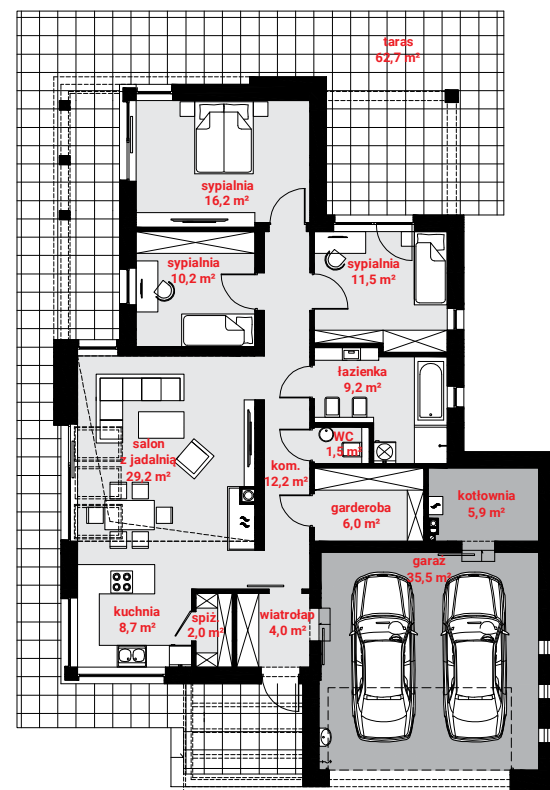 taras
62,7 m²
sypialnia
16,2 m²
sypialnia
10,2 m²
sypialnia
11,5 m²
łazienka
9,2 m²
WC
1,5 m²
salon
z jadalnią
29,2 m²
kom.
12,2 m²
garderoba
6,0 m²
kotłownia
5,9 m²
garaż
35,5 m²
kuchnia
8,7 m²
spiż.
2,0 m²
wiatrołap
4,0 m²